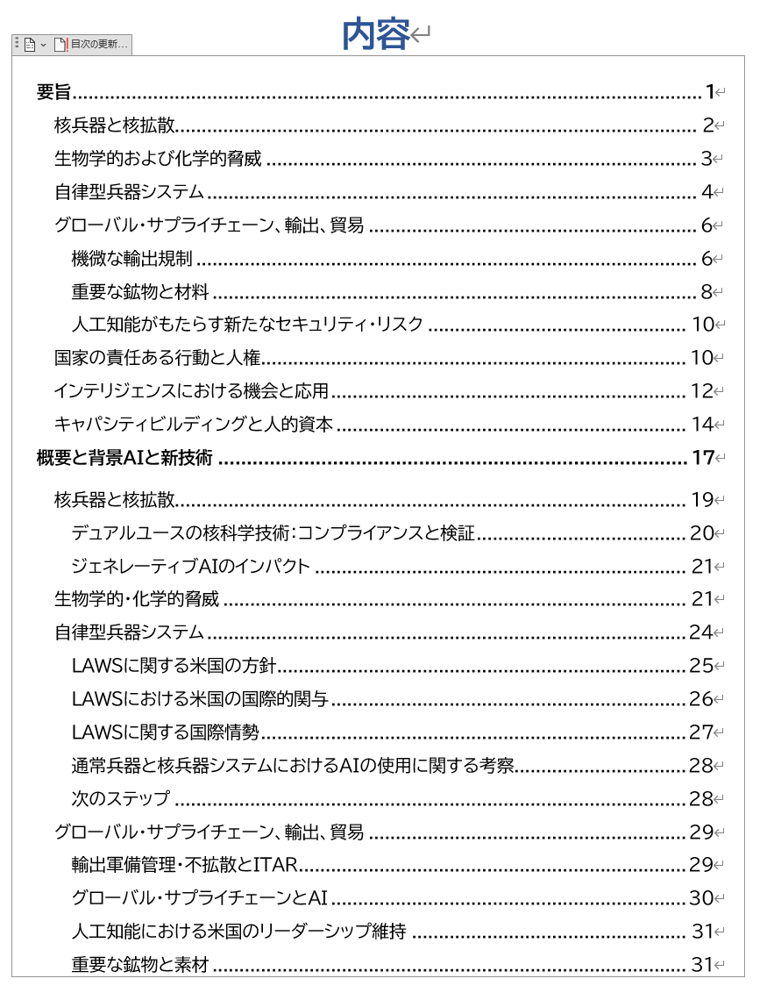 内容
目次の更新...
要旨 1
核兵器と核拡散 2
生物学的および化学的脅威 3
自律型兵器システム 4
グローバル・サプライチェーン、輸出、貿易 6
機微な輸出規制 6
重要な鉱物と材料 8
人工知能がもたらす新たなセキュリティ・リスク 10
国家の責任ある行動と人権 10
インテリジェンスにおける機会と応用 12
キャパシティビルディングと人的資本 14
概要と背景AIと新技術 17
核兵器と核拡散 19
デュアルユースの核科学技術:コンプライアンスと検証 20
ジェネレーティブAIのインパクト 21
生物学的・化学的脅威 21
自律型兵器システム 24
LAWSに関する米国の方針 25
LAWSにおける米国の国際的関与 26
LAWSに関する国際情勢 27
通常兵器と核兵器システムにおけるAIの使用に関する考察 28
次のステップ 28
グローバル・サプライチェーン、輸出、貿易 29
輸出軍備管理・不拡散とITAR 29
グローバル・サプライチェーンとAI 30
人工知能における米国のリーダーシップ維持 31
重要な鉱物と素材 31